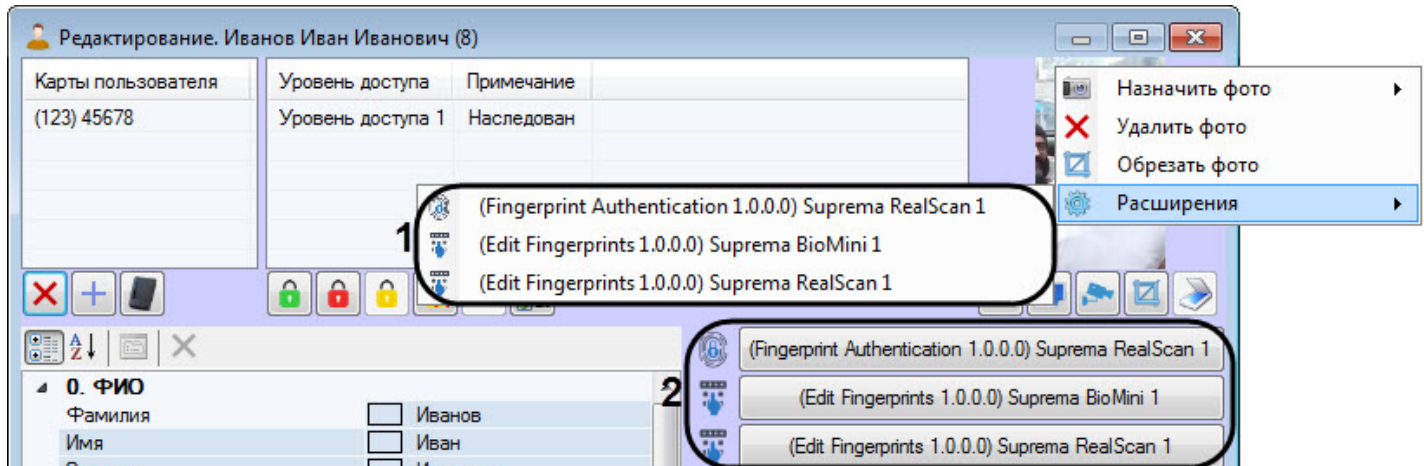 Редактирование. Иванов Иван Иванович (8)
Карты пользователя
Уровень доступа
Примечание
(123) 45678
Уровень доступа 1
Наследован
Назначить фото
Удалить фото
Обрезать фото
Расширения
1
(Fingerprint Authentication 1.0.0.0) Suprema RealScan 1
(Edit Fingerprints 1.0.0.0) Suprema BioMini 1
(Edit Fingerprints 1.0.0.0) Suprema RealScan 1
2
(Fingerprint Authentication 1.0.0.0) Suprema RealScan 1
(Edit Fingerprints 1.0.0.0) Suprema BioMini 1
(Edit Fingerprints 1.0.0.0) Suprema RealScan 1
0. ФИО
Фамилия Иванов
Имя Иван